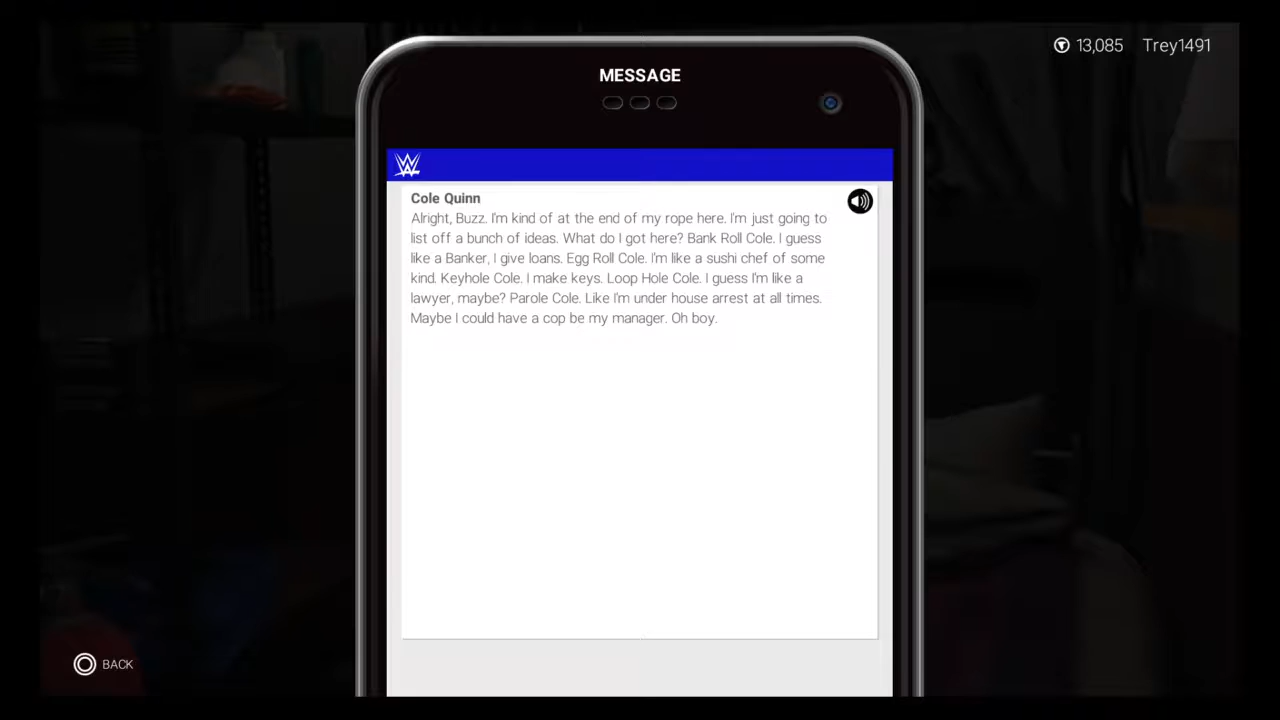 13,085 Trey1491
MESSAGE
W
Cole Quinn
Alright, Buzz. I'm kind of at the end of my rope here. I'm just going to
list off a bunch of ideas. What do I got here? Bank Roll Cole. I guess
like a Banker, I give loans. Egg Roll Cole. I'm like a sushi chef of some
kind. Keyhole Cole. I make keys. Loop Hole Cole. I guess I'm like a
lawyer, maybe? Parole Cole. Like I'm under house arrest at all times.
Maybe I could have a cop be my manager. Oh boy.
BACK